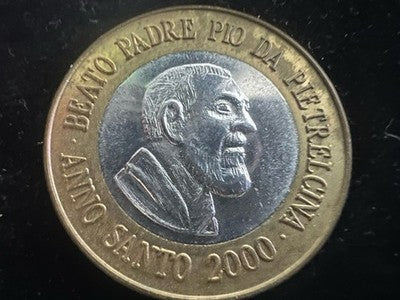 · BEATO PADRE PIO DA PIETRELCINA ·
ANNO SANTO 2000